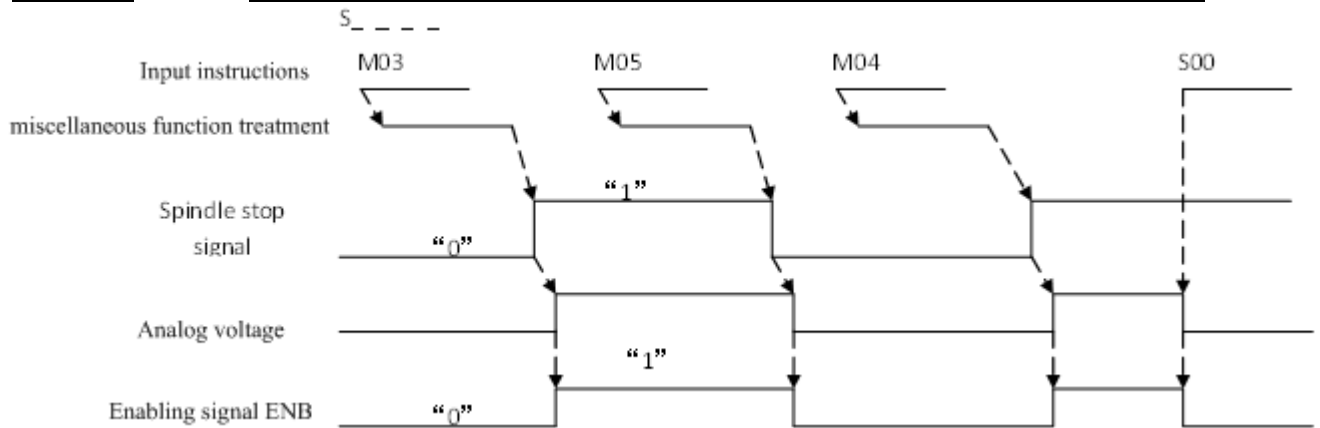 S_ _ _ _
Input instructions M03 M05 M04 S00
miscellaneous function treatment
Spindle stop “1”
signal “0”
Analog voltage
“1”
Enabling signal ENB “0”